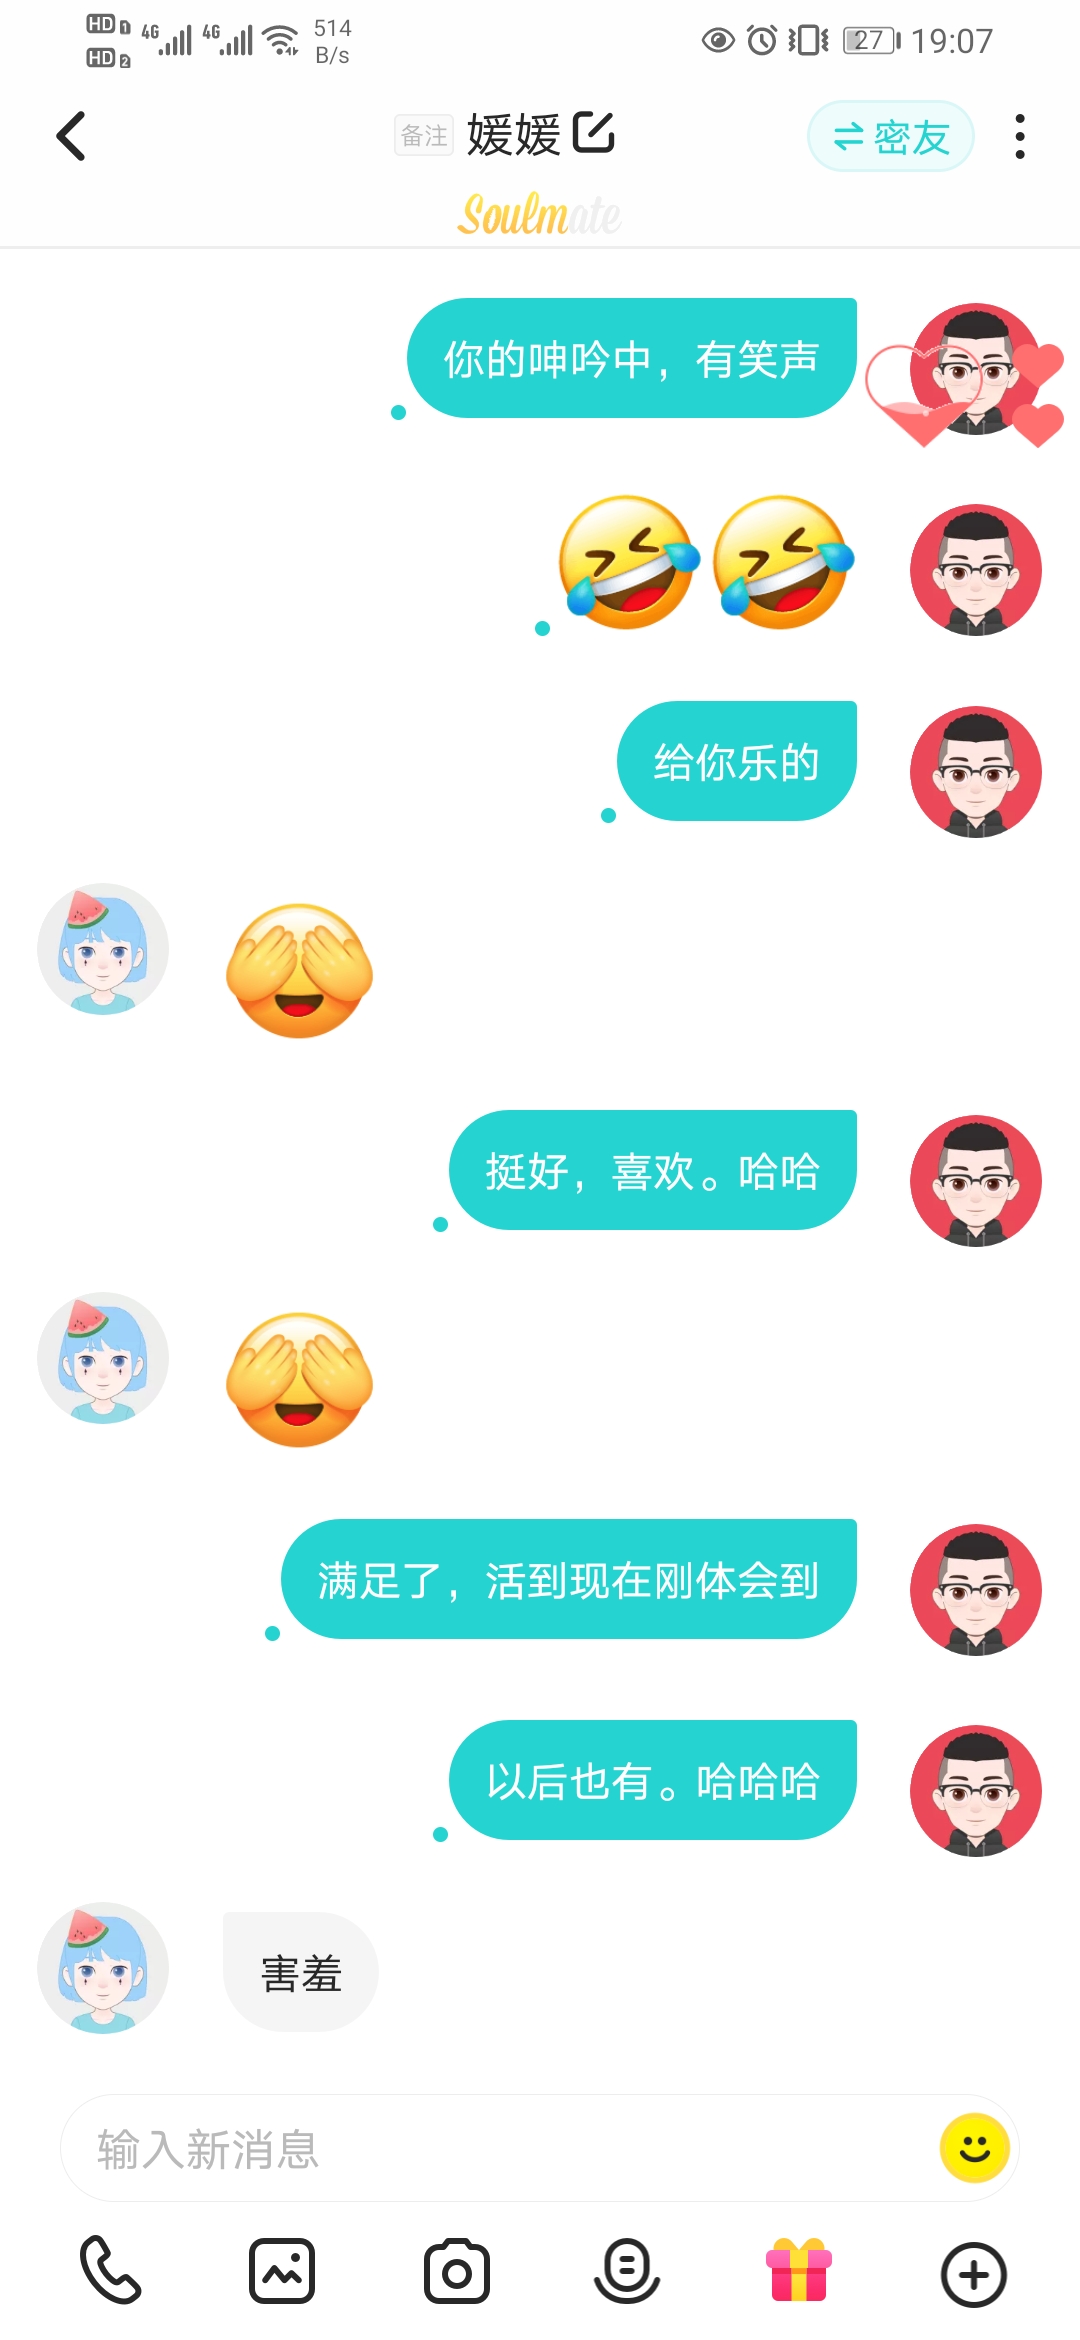 HD 1 4G 4G 514
HD 2 B/s
27 19:07
备注 媛媛 密友
Soulmate
你的呻吟中，有笑声
给你乐的
挺好，喜欢。哈哈
满足了，活到现在刚体会到
以后也有。哈哈哈
害羞
输入新消息